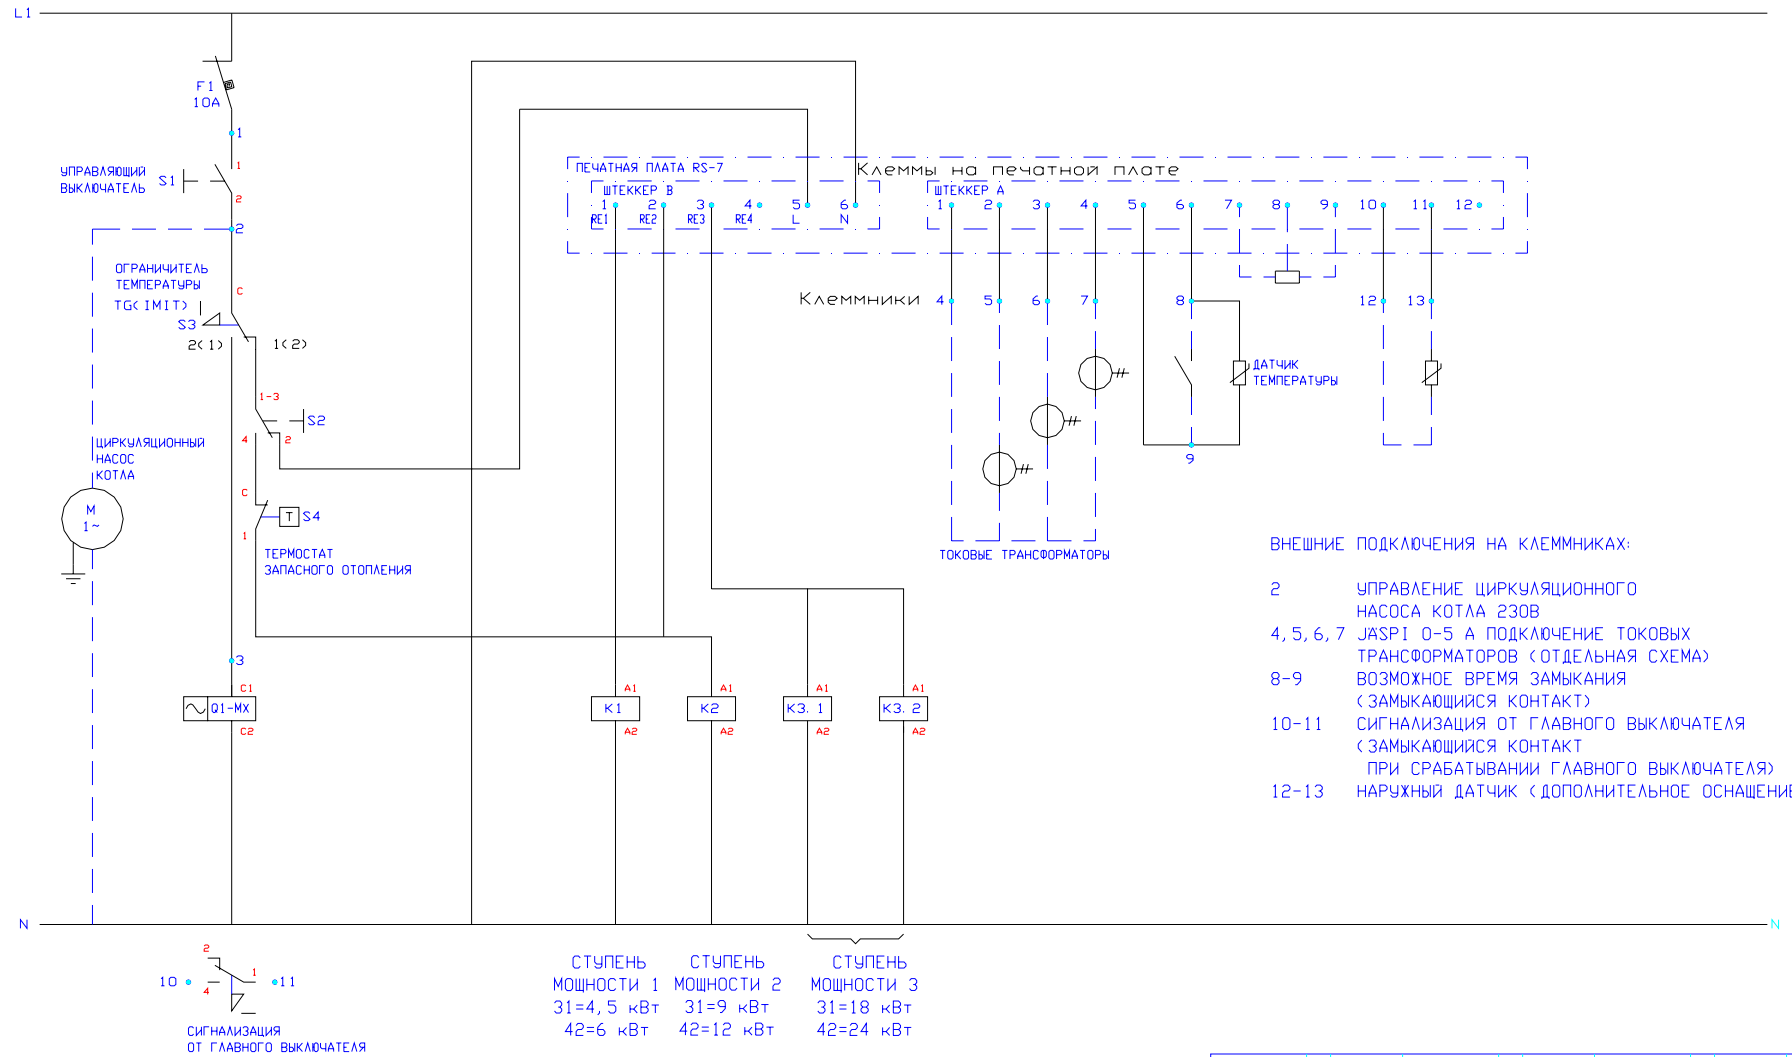 L1
F1
10A
1
УПРАВЛЯЮЩИЙ
ВЫКЛЮЧАТЕЛЬ
S1
1
2
2
ОГРАНИЧИТЕЛЬ
ТЕМПЕРАТУРЫ
TG(IMIT)
C
S3
2(1)
1(2)
1-3
S2
4
2
ЦИРКУЛЯЦИОННЫЙ
НАСОС
КОТЛА
M
1~
C
T
S4
1
ТЕРМОСТАТ
ЗАПАСНОГО ОТОПЛЕНИЯ
3
C1
Q1-MX
C2
ПЕЧАТНАЯ ПЛАТА RS-7
Клеммы на печатной плате
ШТЕККЕР B
1 2 3 4 5 6
RE1 RE2 RE3 RE4 L N
ШТЕККЕР A
1 2 3 4 5 6 7 8 9 10 11 12
Клеммники
4 5 6 7 8 12 13
ДАТЧИК
ТЕМПЕРАТУРЫ
9
ТОКОВЫЕ ТРАНСФОРМАТОРЫ
A1 A1 A1 A1
K1 K2 K3.1 K3.2
A2 A2 A2 A2
ВНЕШНИЕ ПОДКЛЮЧЕНИЯ НА КЛЕММНИКАХ:
2 УПРАВЛЕНИЕ ЦИРКУЛЯЦИОННОГО
НАСОСА КОТЛА 230В
4,5,6,7 JÄSPI 0-5 A ПОДКЛЮЧЕНИЕ ТОКОВЫХ
ТРАНСФОРМАТОРОВ (ОТДЕЛЬНАЯ СХЕМА)
8-9 ВОЗМОЖНОЕ ВРЕМЯ ЗАМЫКАНИЯ
(ЗАМЫКАЮЩИЙСЯ КОНТАКТ)
10-11 СИГНАЛИЗАЦИЯ ОТ ГЛАВНОГО ВЫКЛЮЧАТЕЛЯ
(ЗАМЫКАЮЩИЙСЯ КОНТАКТ
ПРИ СРАБАТЫВАНИИ ГЛАВНОГО ВЫКЛЮЧАТЕЛЯ)
12-13 НАРУЖНЫЙ ДАТЧИК (ДОПОЛНИТЕЛЬНОЕ ОСНАЩЕНИЕ
N
N
2
10
4
1
11
СИГНАЛИЗАЦИЯ
ОТ ГЛАВНОГО ВЫКЛЮЧАТЕЛЯ
СТУПЕНЬ
МОЩНОСТИ 1
31=4,5 кВт
42=6 кВт
СТУПЕНЬ
МОЩНОСТИ 2
31=9 кВт
42=12 кВт
СТУПЕНЬ
МОЩНОСТИ 3
31=18 кВт
42=24 кВт